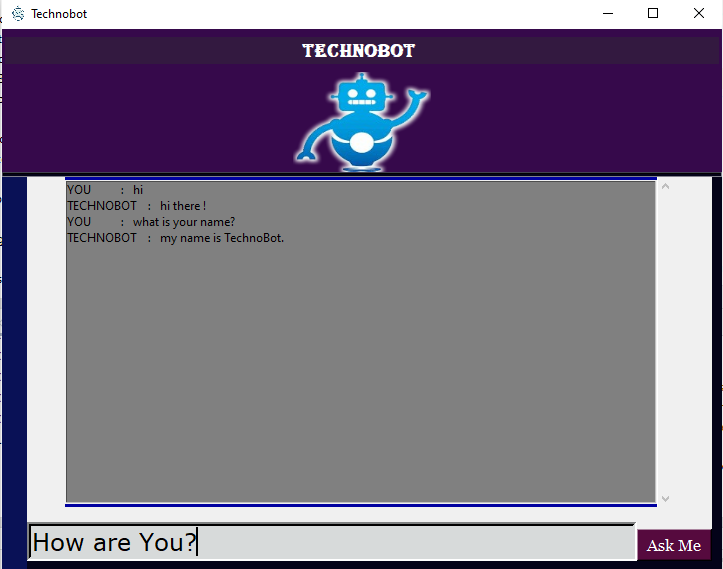 Technobot
TECHNOBOT
YOU : hi
TECHNOBOT : hi there !
YOU : what is your name?
TECHNOBOT : my name is TechnoBot.
How are You?
Ask Me